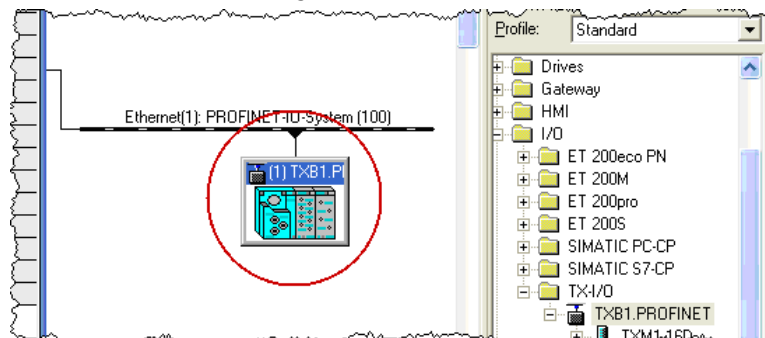 Profile: Standard
Drives
Gateway
HMI
I/O
ET 200eco PN
ET 200M
ET 200pro
ET 200S
SIMATIC PC-CP
SIMATIC S7-CP
TX-I/O
TXB1.PROFINET
Ethernet(1): PROFINET-IO-System (100)
(1) TXB1.P